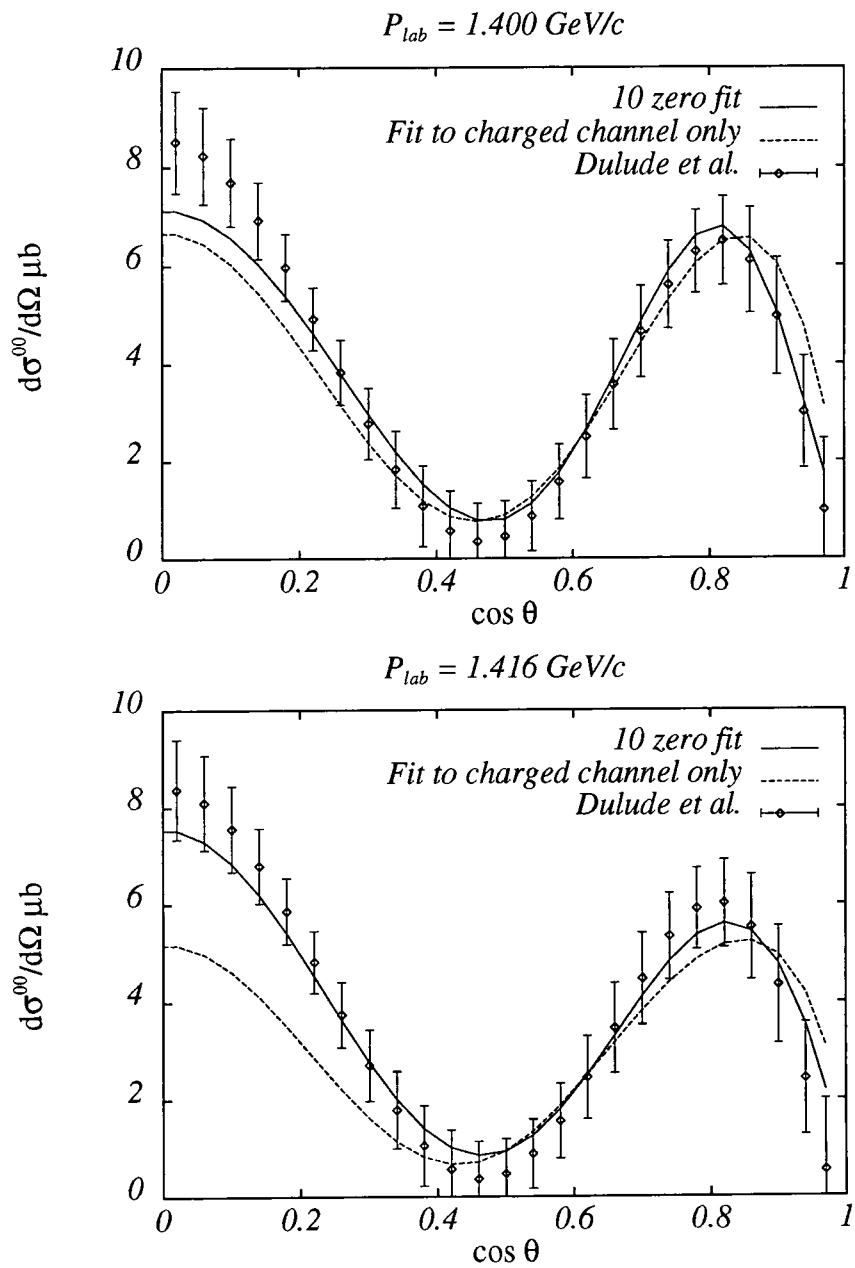 P_lab = 1.400 GeV/c
10
8
6
4
2
0
dσ⁰⁰/dΩ μb
10 zero fit
Fit to charged channel only
Dulude et al.
0 0.2 0.4 0.6 0.8 1
cos θ
P_lab = 1.416 GeV/c
10
8
6
4
2
0
dσ⁰⁰/dΩ μb
10 zero fit
Fit to charged channel only
Dulude et al.
0 0.2 0.4 0.6 0.8 1
cos θ